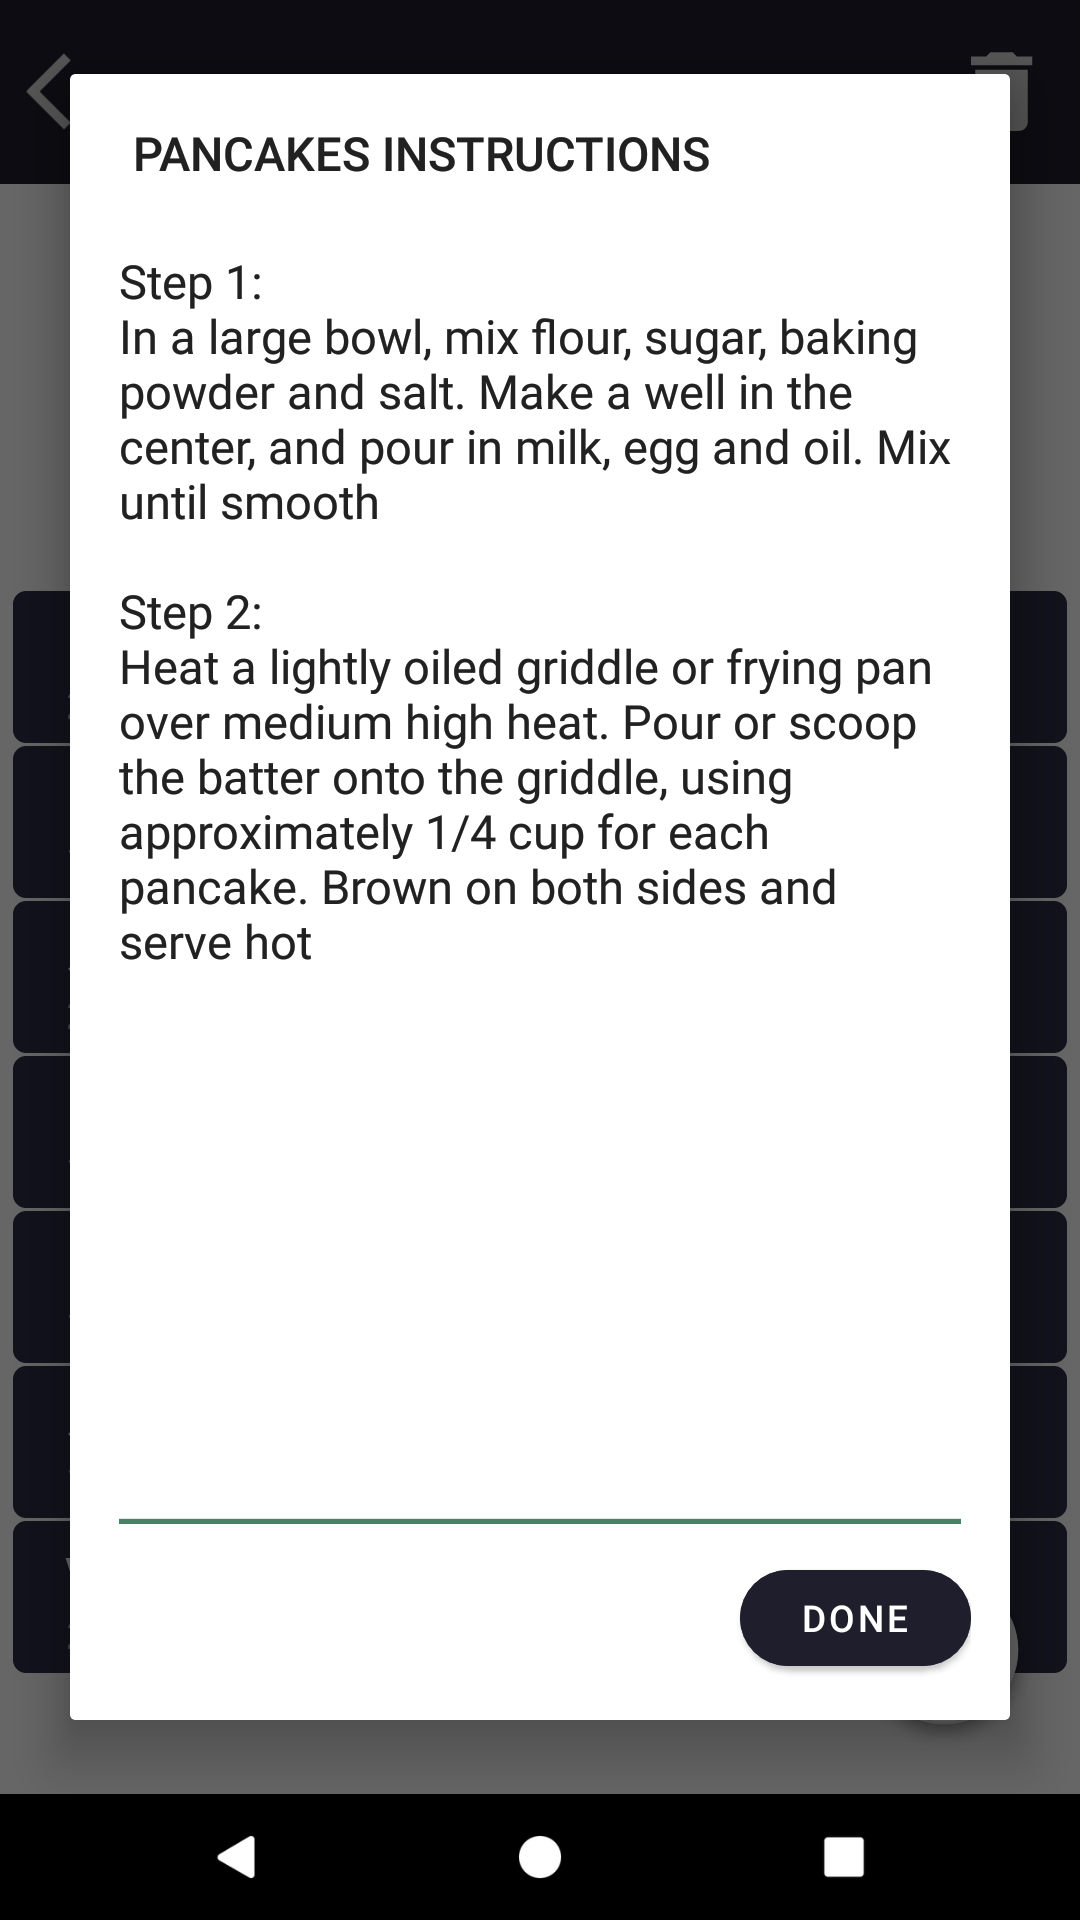 PANCAKES INSTRUCTIONS
Step 1:
In a large bowl, mix flour, sugar, baking
powder and salt. Make a well in the
center, and pour in milk, egg and oil. Mix
until smooth
Step 2:
Heat a lightly oiled griddle or frying pan
over medium high heat. Pour or scoop
the batter onto the griddle, using
approximately 1/4 cup for each
pancake. Brown on both sides and
serve hot
DONE